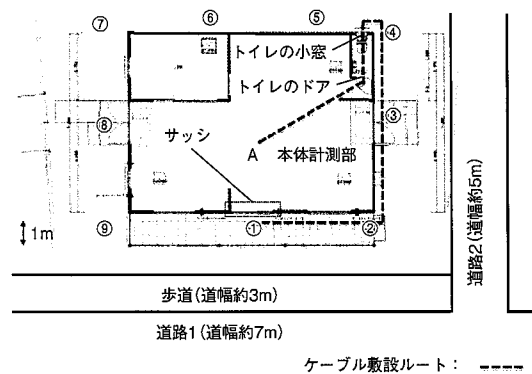 ⑦ ⑥ ⑤ ④
トイレの小窓
トイレのドア
⑧ ③
サッシ
A 本体計測部
1m
⑨ ① ②
道路2(道幅約5m)
歩道(道幅約3m)
道路1(道幅約7m)
ケーブル敷設ルート: